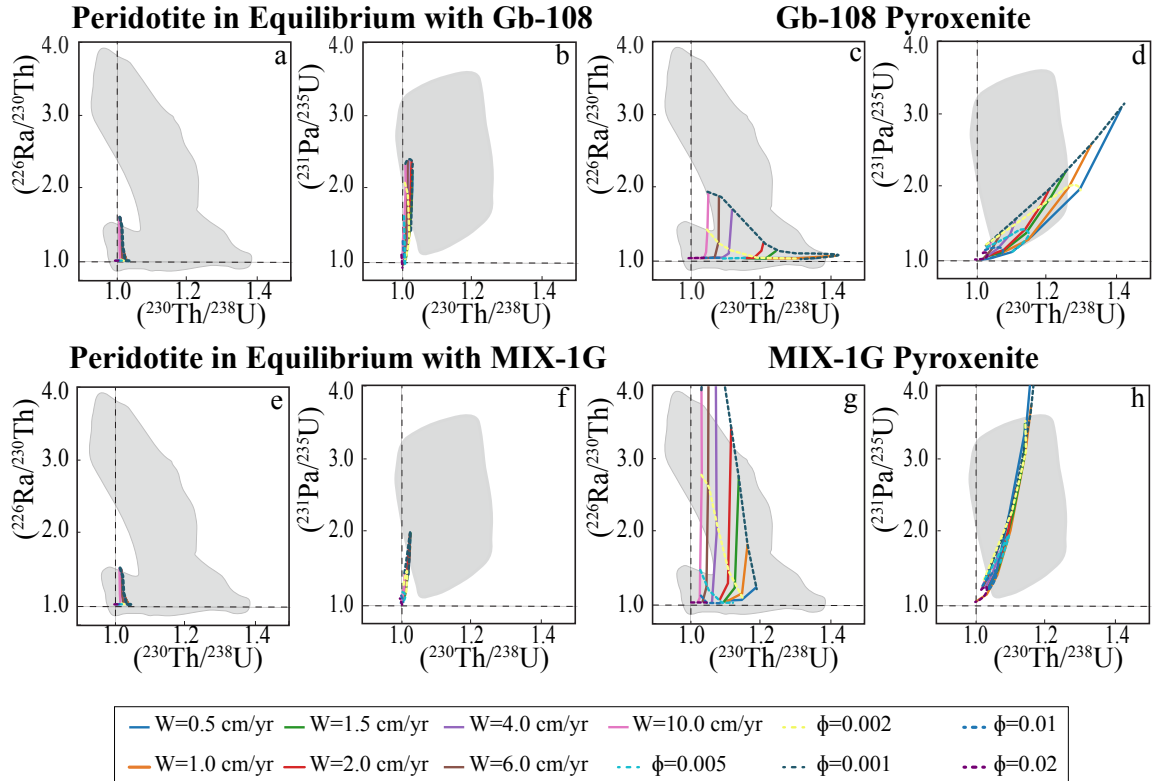 Peridotite in Equilibrium with Gb-108 Gb-108 Pyroxenite
4.0 a 4.0 b 4.0 c 4.0 d
3.0 3.0 3.0 3.0
2.0 2.0 2.0 2.0
1.0 1.0 1.0 1.0
(²²⁶Ra/²³⁰Th) (²³¹Pa/²³⁵U) (²²⁶Ra/²³⁰Th) (²³¹Pa/²³⁵U)
1.0 1.2 1.4 1.0 1.2 1.4 1.0 1.2 1.4 1.0 1.2 1.4
(²³⁰Th/²³⁸U) (²³⁰Th/²³⁸U) (²³⁰Th/²³⁸U) (²³⁰Th/²³⁸U)
Peridotite in Equilibrium with MIX-1G MIX-1G Pyroxenite
4.0 e 4.0 f 4.0 g 4.0 h
3.0 3.0 3.0 3.0
2.0 2.0 2.0 2.0
1.0 1.0 1.0 1.0
(²²⁶Ra/²³⁰Th) (²³¹Pa/²³⁵U) (²²⁶Ra/²³⁰Th) (²³¹Pa/²³⁵U)
1.0 1.2 1.4 1.0 1.2 1.4 1.0 1.2 1.4 1.0 1.2 1.4
(²³⁰Th/²³⁸U) (²³⁰Th/²³⁸U) (²³⁰Th/²³⁸U) (²³⁰Th/²³⁸U)
W=0.5 cm/yr W=1.5 cm/yr W=4.0 cm/yr W=10.0 cm/yr ϕ=0.002 ϕ=0.01
W=1.0 cm/yr W=2.0 cm/yr W=6.0 cm/yr ϕ=0.005 ϕ=0.001 ϕ=0.02